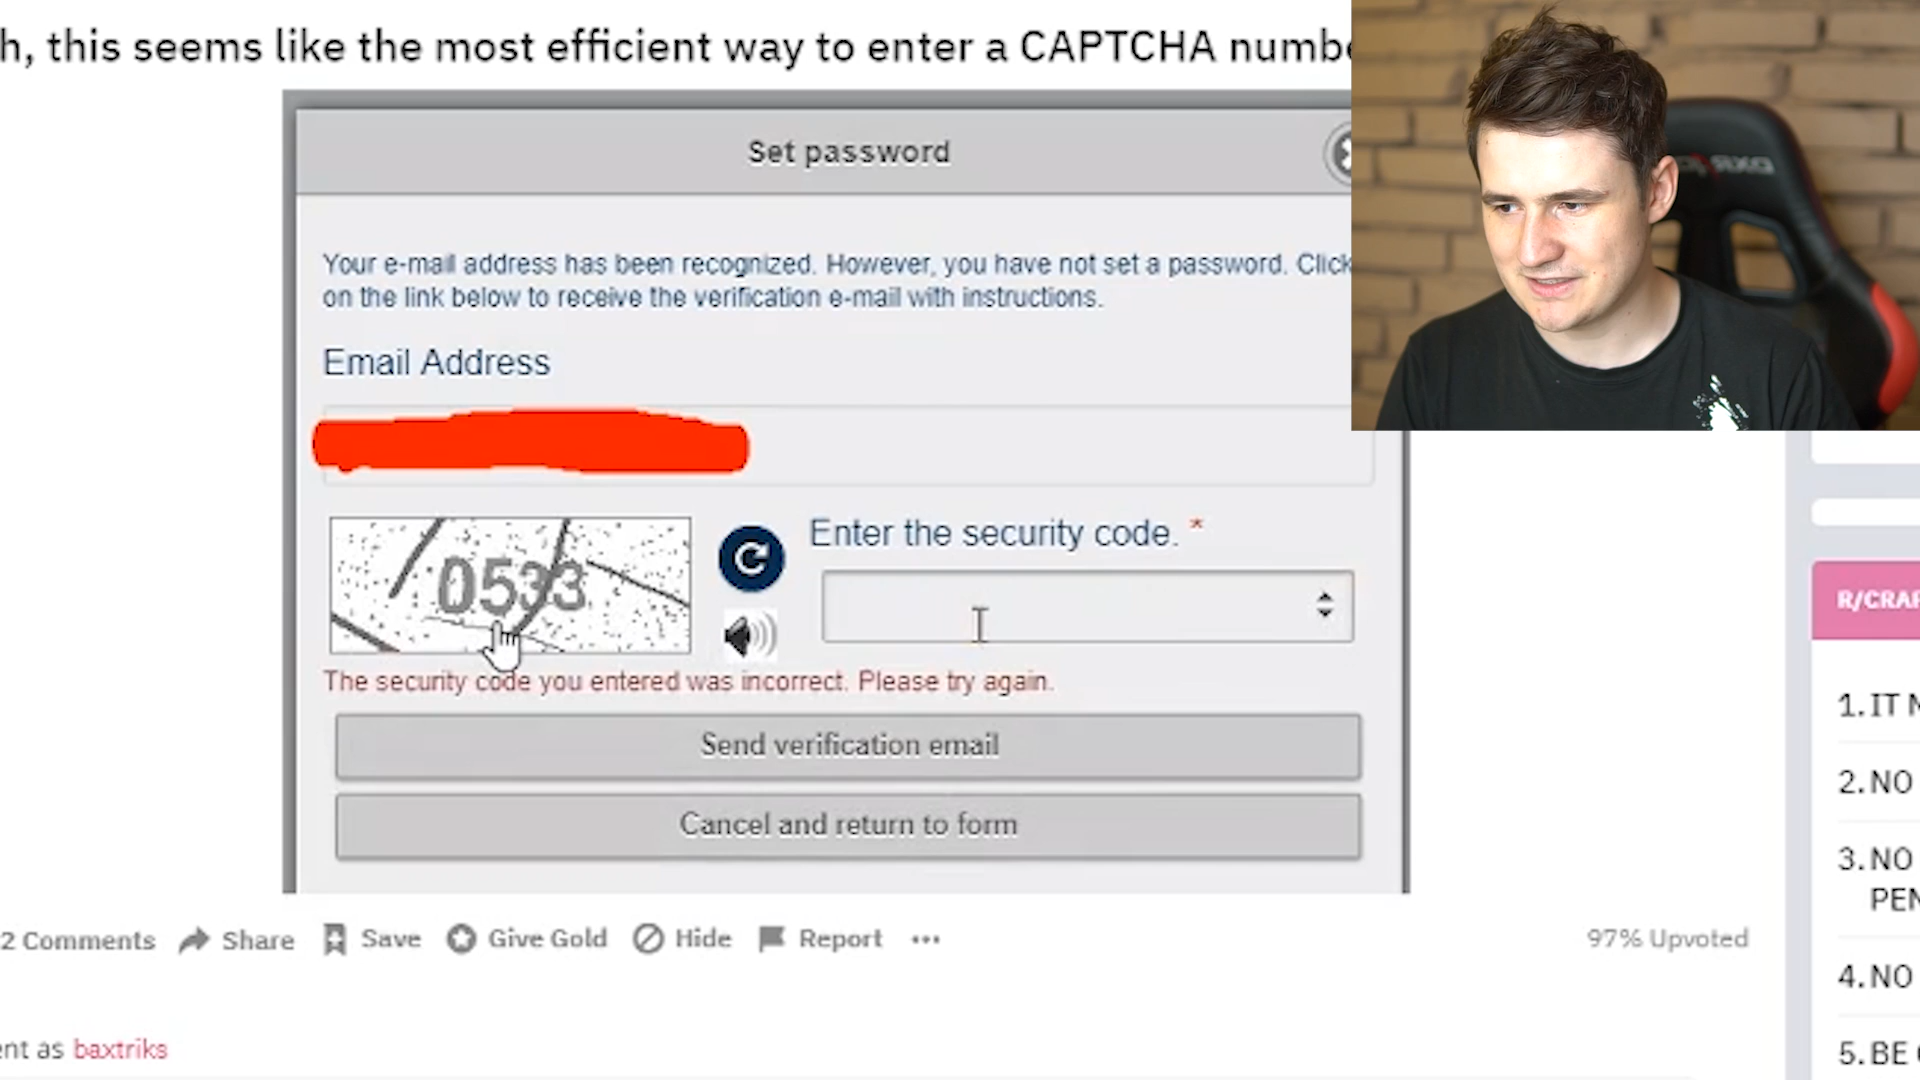 h, this seems like the most efficient way to enter a CAPTCHA numbe
Set password
Your e-mail address has been recognized. However, you have not set a password. Click
on the link below to receive the verification e-mail with instructions.
Email Address
0533
Enter the security code. *
The security code you entered was incorrect. Please try again.
Send verification email
Cancel and return to form
2 Comments Share Save Give Gold Hide Report ... 97% Upvoted
ent as baxtriks
R/CRAP
1. IT
2. NO
3. NO
PEN
4. NO
5. BE